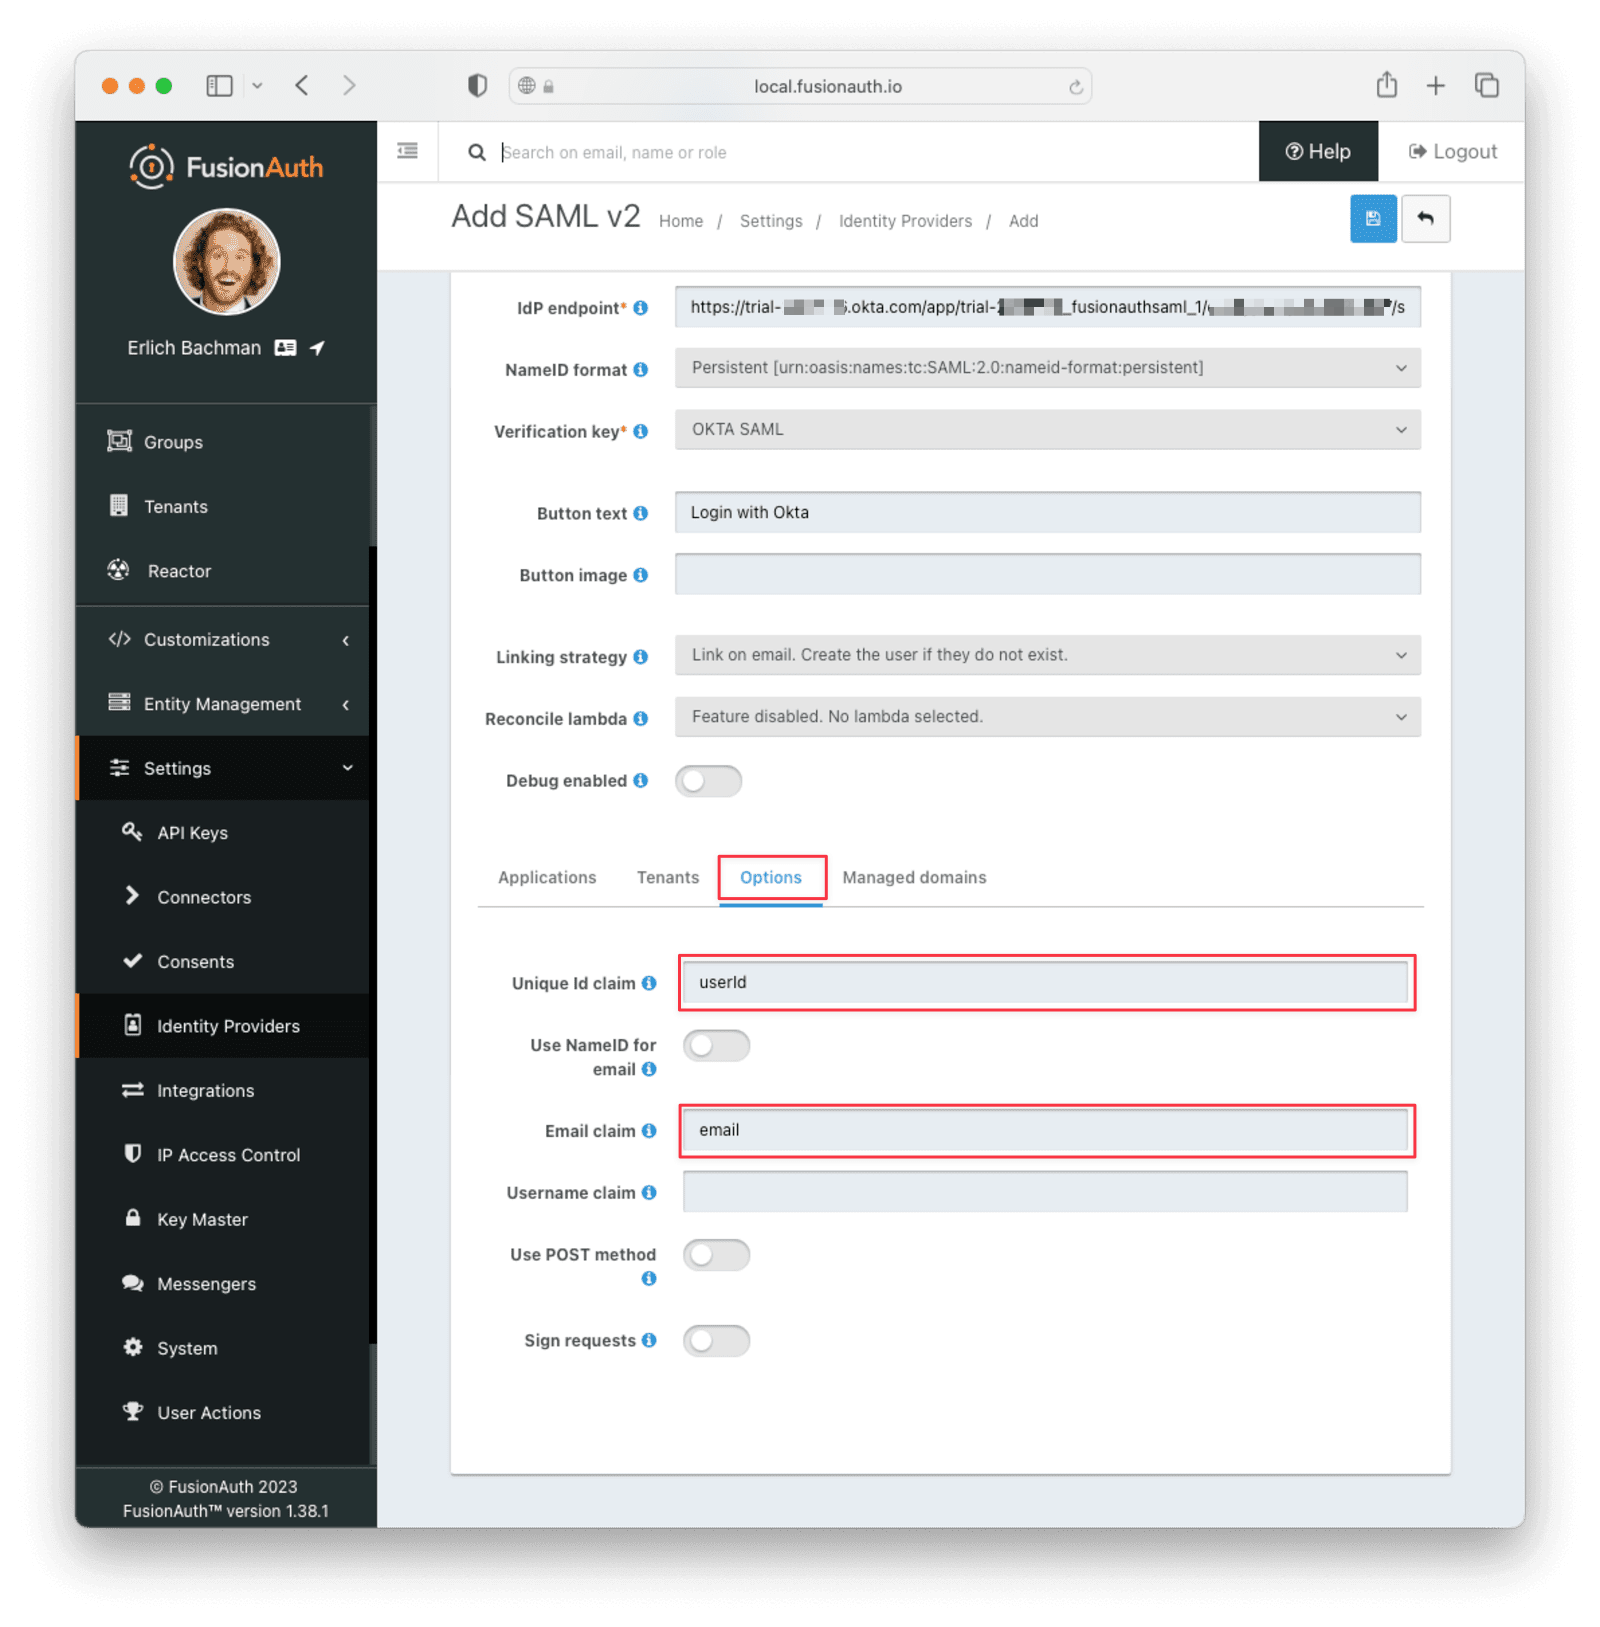 local.fusionauth.io
FusionAuth
Search on email, name or role
Help
Logout
Add SAML v2
Home / Settings / Identity Providers / Add
Erlich Bachman
Groups
Tenants
Reactor
Customizations
Entity Management
Settings
API Keys
Connectors
Consents
Identity Providers
Integrations
IP Access Control
Key Master
Messengers
System
User Actions
© FusionAuth 2023
FusionAuth™ version 1.38.1
IdP endpoint* https://trial- .okta.com/app/trial- _fusionauthsaml_1/ /s
NameID format Persistent [urn:oasis:names:tc:SAML:2.0:nameid-format:persistent]
Verification key* OKTA SAML
Button text Login with Okta
Button image
Linking strategy Link on email. Create the user if they do not exist.
Reconcile lambda Feature disabled. No lambda selected.
Debug enabled
Applications Tenants Options Managed domains
Unique Id claim userId
Use NameID for
email
Email claim email
Username claim
Use POST method
Sign requests